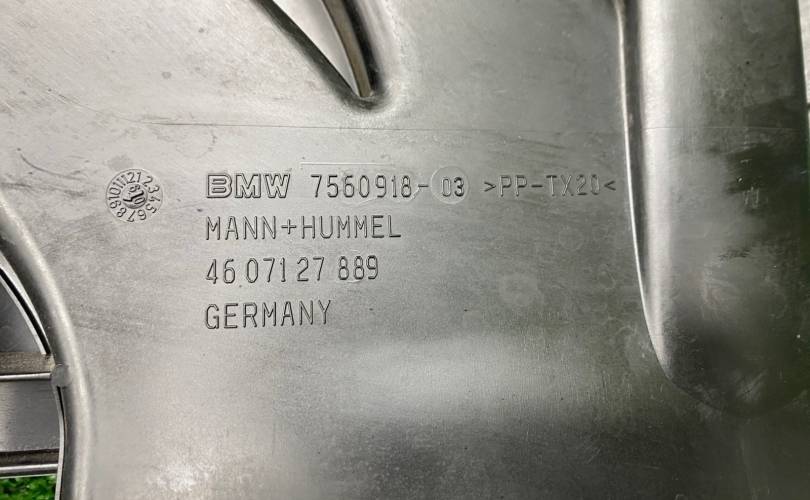 BMW 7560918-03 >PP-TX20<
MANN+HUMMEL
46 071 27 889
GERMANY